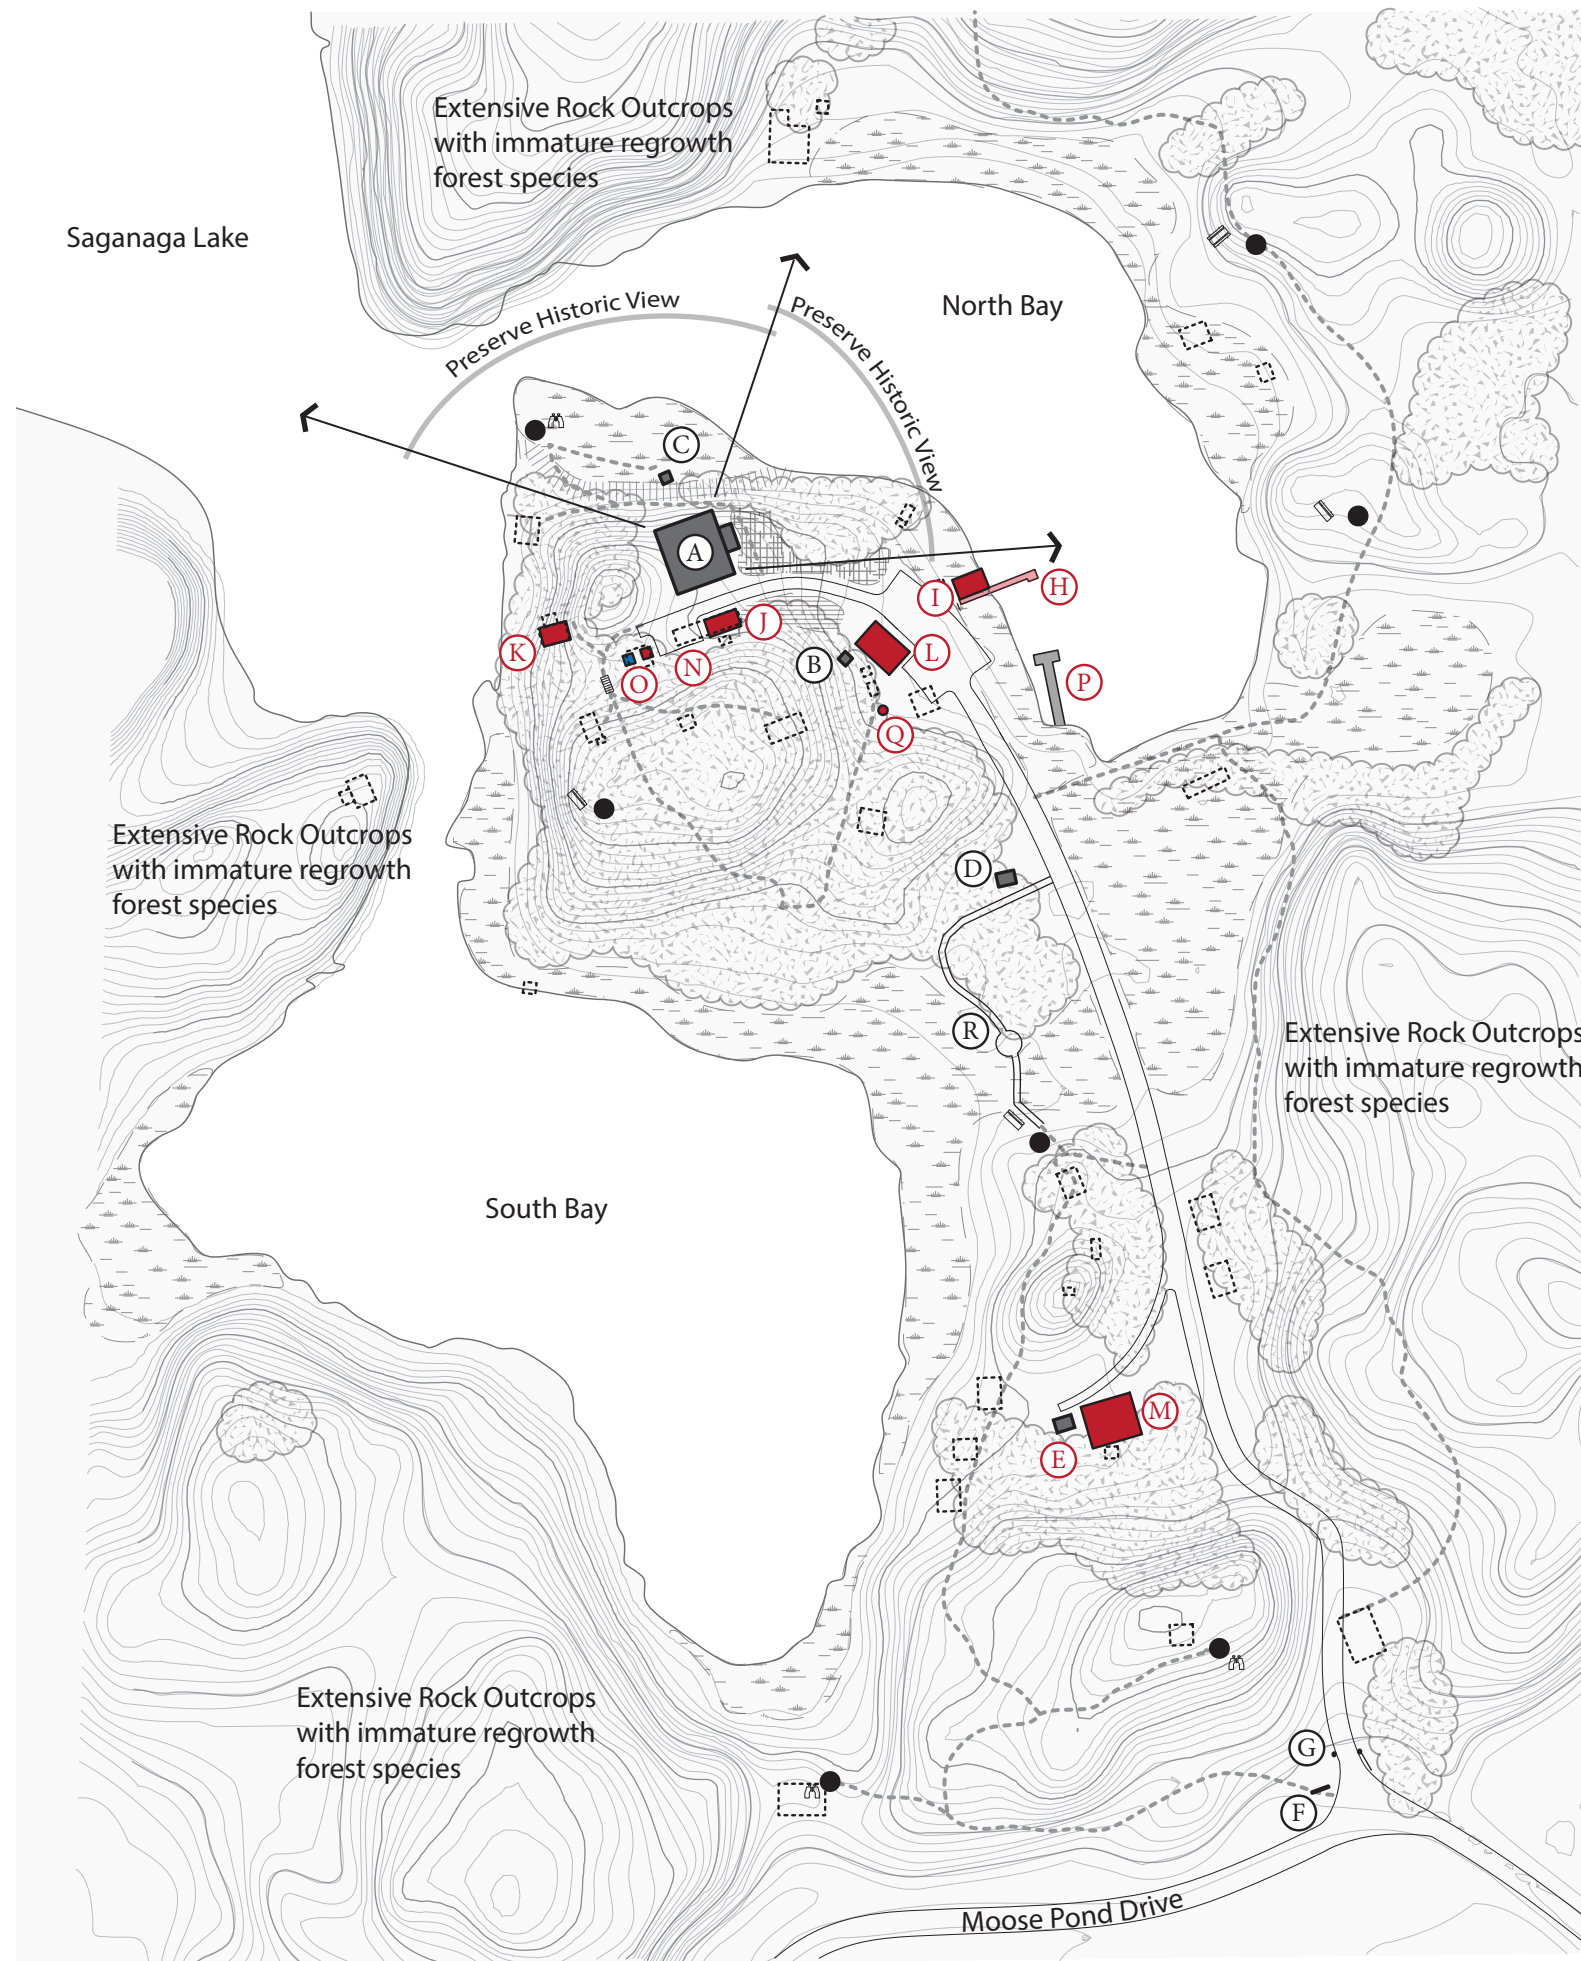 Extensive Rock Outcrops
with immature regrowth
forest species
Saganaga Lake
North Bay
Preserve Historic View
Preserve Historic View
C
A
I
H
J
K
B
L
N
O
P
Q
Extensive Rock Outcrops
with immature regrowth
forest species
D
R
Extensive Rock Outcrops
with immature regrowth
forest species
South Bay
M
E
Extensive Rock Outcrops
with immature regrowth
forest species
G
F
Moose Pond Drive